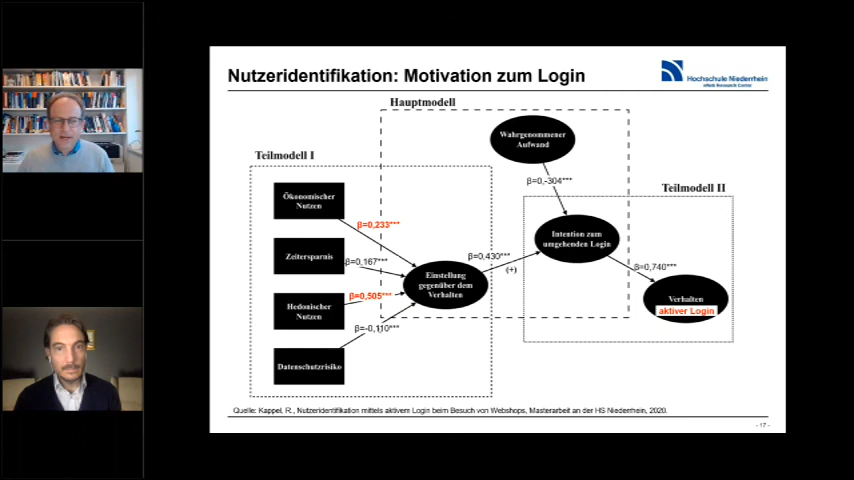 Nutzeridentifikation: Motivation zum Login
Hochschule Niederrhein
eWeb Research Center
Hauptmodell
Wahrgenommener
Aufwand
Teilmodell I
β=0,-304***
Teilmodell II
Ökonomischer
Nutzen
β=0,233***
Intention zum
umgehenden Login
Zeitersparnis
β=0,167***
β=0,430***
(+)
β=0,740***
Einstellung
gegenüber dem
Verhalten
β=0,505***
Hedonischer
Nutzen
Verhalten
aktiver Login
β=-0,110***
Datenschutzrisiko
Quelle: Kappel, R., Nutzeridentifikation mittels aktivem Login beim Besuch von Webshops, Masterarbeit an der HS Niederrhein, 2020.
- 17 -